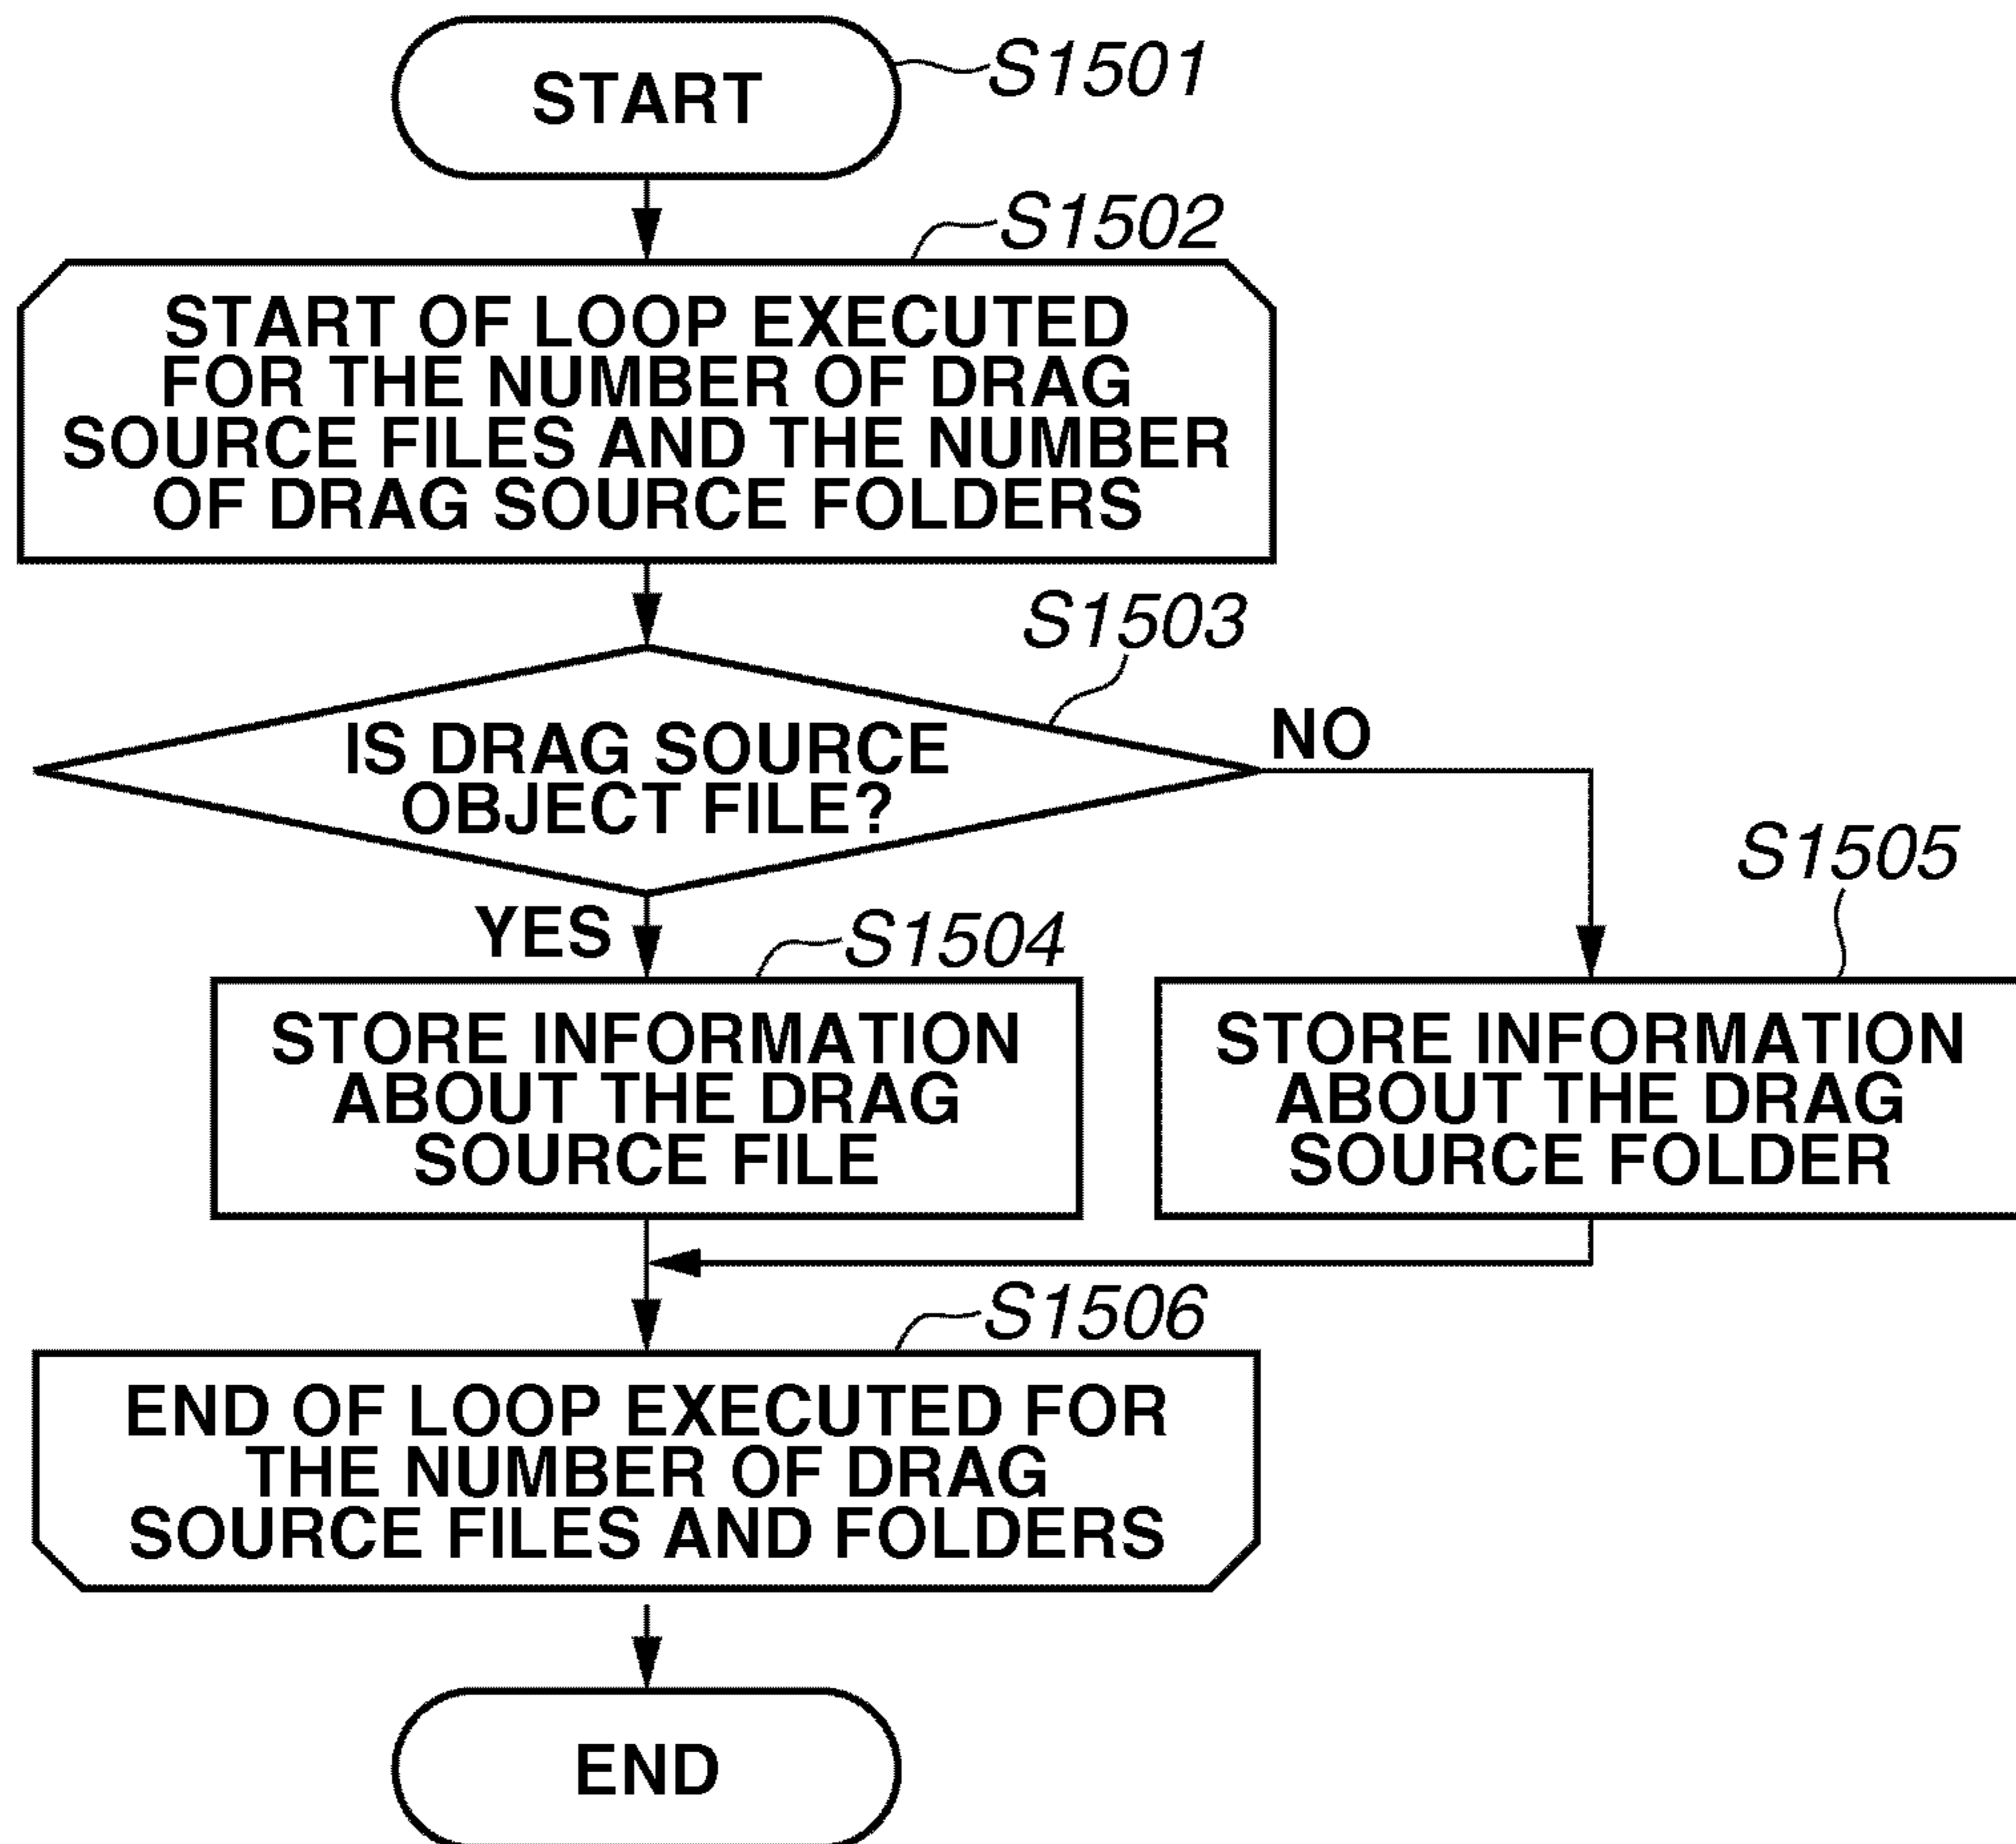 START
S1501
S1502
START OF LOOP EXECUTED
FOR THE NUMBER OF DRAG
SOURCE FILES AND THE NUMBER
OF DRAG SOURCE FOLDERS
S1503
IS DRAG SOURCE
OBJECT FILE?
NO
YES
S1504
STORE INFORMATION
ABOUT THE DRAG
SOURCE FILE
S1505
STORE INFORMATION
ABOUT THE DRAG
SOURCE FOLDER
S1506
END OF LOOP EXECUTED FOR
THE NUMBER OF DRAG
SOURCE FILES AND FOLDERS
END